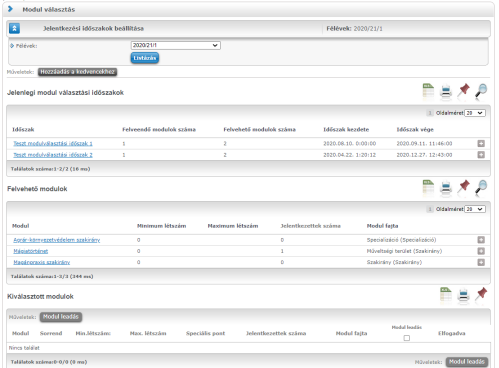 Modul választás
Jelentkezési időszakok beállítása Félévek: 2020/21/1
Félévek: 2020/21/1
Listázás
Műveletek: Hozzáadás a kedvencekhez
Jelenlegi modul választási időszakok
Oldalméret 20
Időszak Felveendő modulok száma Felvehető modulok száma Időszak kezdete Időszak vége
Teszt modulválasztási időszak 1 1 2 2020.08.10. 0:00:00 2020.09.11. 11:46:00
Teszt modulválasztási időszak 2 1 2 2020.04.22. 1:20:12 2020.12.27. 12:43:00
Találatok száma:1-2/2 (16 ms)
Felvehető modulok
Oldalméret 20
Modul Minimum létszám Maximum létszám Jelentkezettek száma Modul fajta
Agrár-környezetvédelem szakirány 0 0 Specializáció (Specializáció)
Mágiatörténet 0 1 Műveltségi terület (Szakirány)
Magánpraxis szakirány 0 0 Szakirány (Szakirány)
Találatok száma:1-3/3 (344 ms)
Kiválasztott modulok
Műveletek: Modul leadás
Modul Sorrend Min.létszám: Max. létszám Speciális pont Jelentkezettek száma Modul fajta Modul leadás Elfogadva
Nincs találat
Találatok száma:0-0/0 (0 ms) Műveletek: Modul leadás